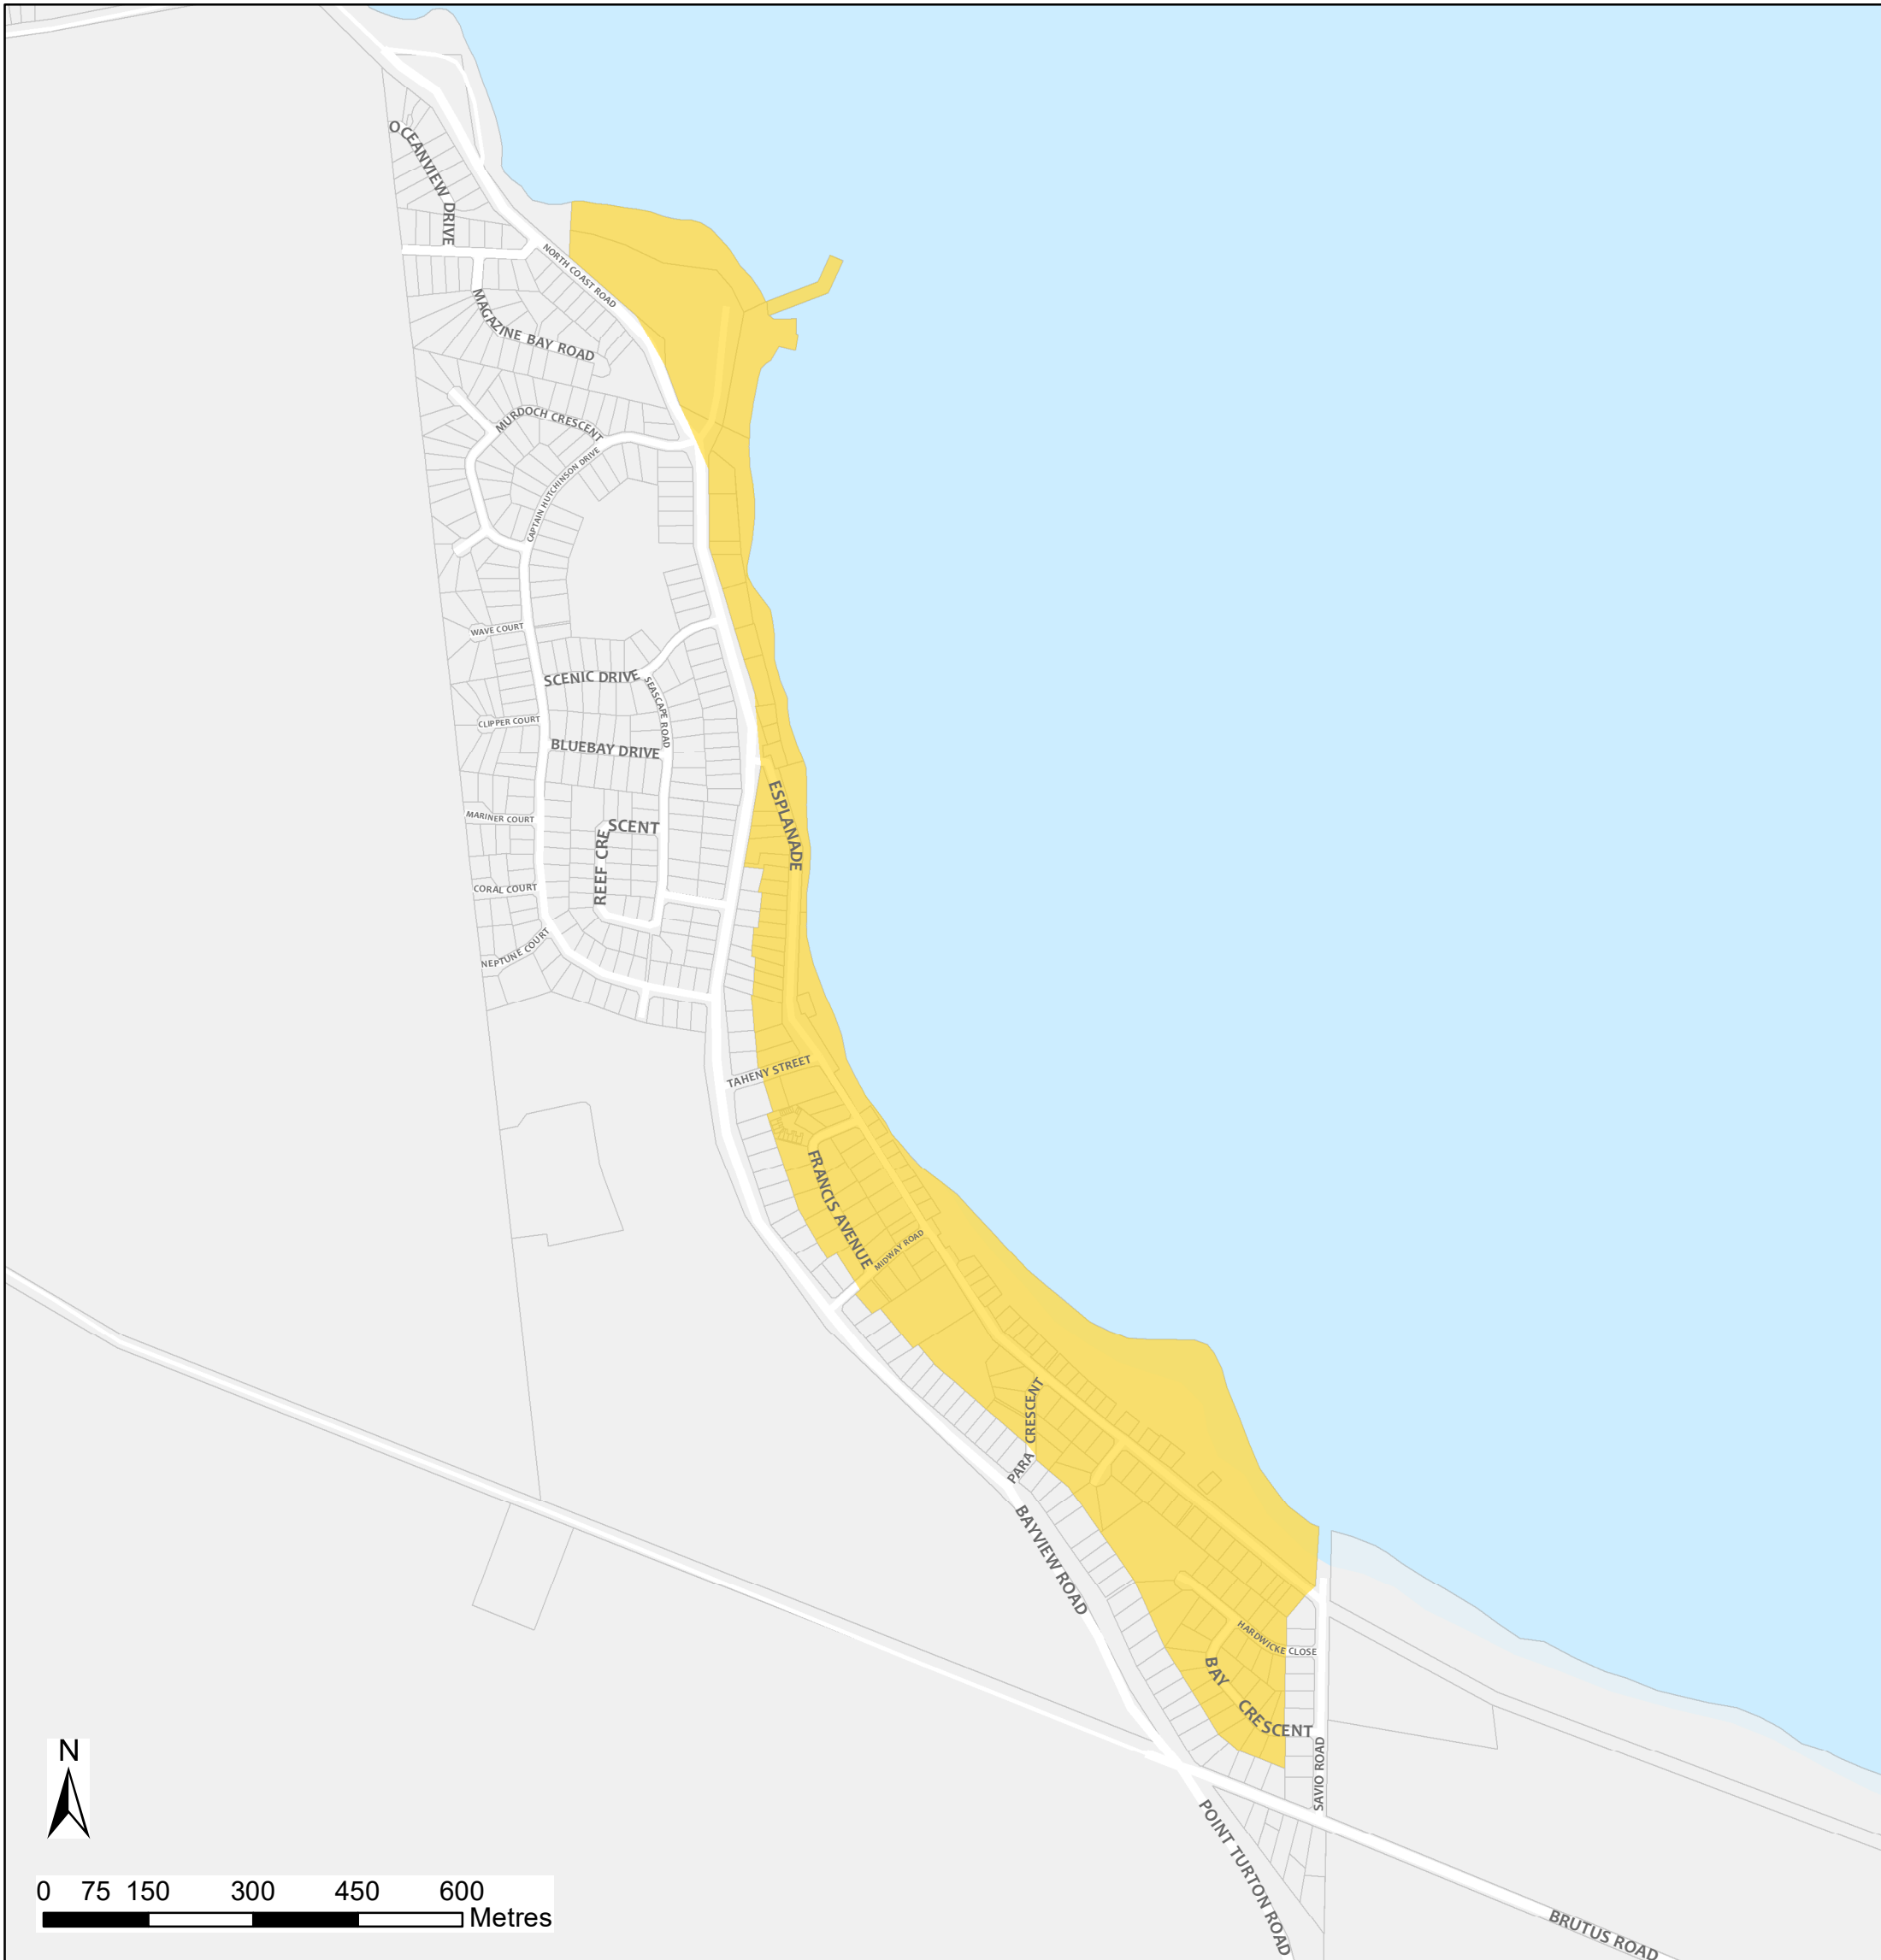 OCEANVIEW DRIVE
NORTH COAST ROAD
MAGAZINE BAY ROAD
MURDOCH CRESCENT
CAPTAIN HUTCHINSON DRIVE
WAVE COURT
SCENIC DRIVE
SEASCAPE ROAD
CLIPPER COURT
BLUEBAY DRIVE
ESPLANADE
MARINER COURT
REEF CRESCENT
CORAL COURT
NEPTUNE COURT
TAHENY STREET
FRANCIS AVENUE
MIDWAY ROAD
PARA CRESCENT
BAYVIEW ROAD
HARDWICKE CLOSE
BAY CRESCENT
SAVIO ROAD
POINT TURTON ROAD
BRUTUS ROAD
N
0 75 150 300 450 600
Metres